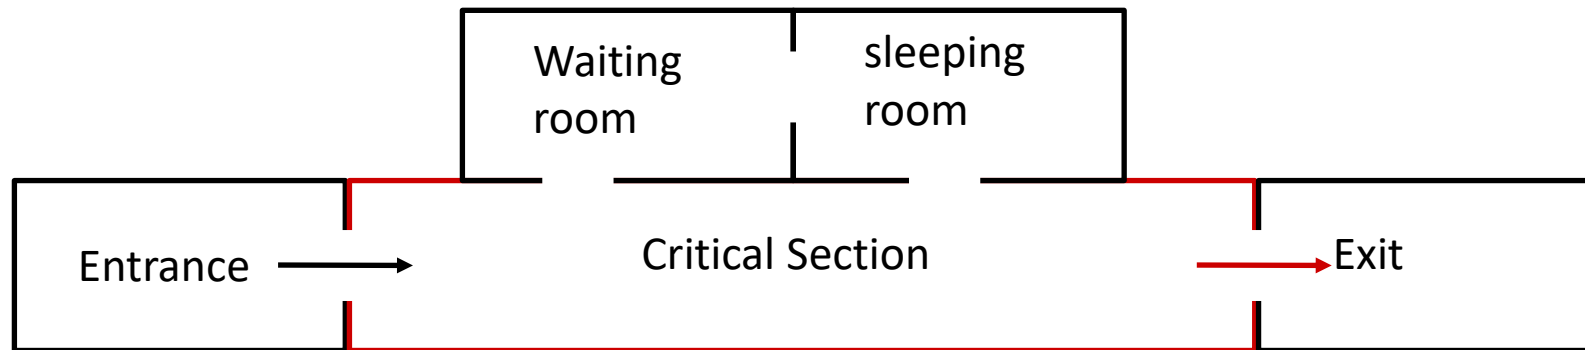 Waiting
room
sleeping
room
Entrance
Critical Section
Exit